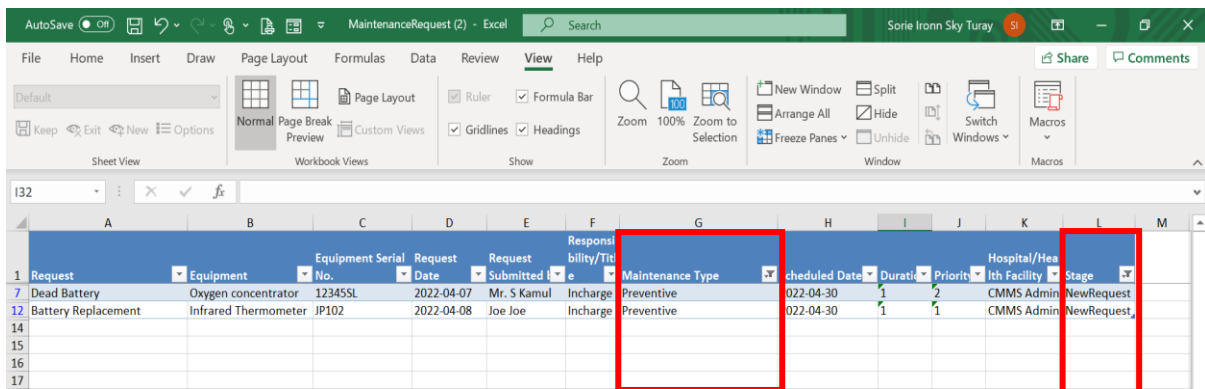 AutoSave Off MaintenanceRequest (2) - Excel Search Sorie Ironn Sky Turay SI
File Home Insert Draw Page Layout Formulas Data Review View Help Share Comments
Default
Keep Exit New Options
Sheet View
Normal Page Break Preview Page Layout Custom Views
Workbook Views
Ruler Formula Bar
Gridlines Headings
Show
Zoom 100 100% Zoom to Selection
Zoom
New Window Split
Arrange All Hide
Freeze Panes Unhide
Switch Windows
Window
Macros
Macros
I32 fx
A B C D E F G H I J K L M
1 Request Equipment Equipment Serial No. Request Date Request Submitted Responsibility/Title Maintenance Type cheduled Date Duratio Priority Hospital/Health Facility Stage
7 Dead Battery Oxygen concentrator 12345SL 2022-04-07 Mr. S Kamul Incharge Preventive 022-04-30 1 2 CMMS Admin NewRequest
12 Battery Replacement Infrared Thermometer JP102 2022-04-08 Joe Joe Incharge Preventive 022-04-30 1 1 CMMS Admin NewRequest
14
15
16
17